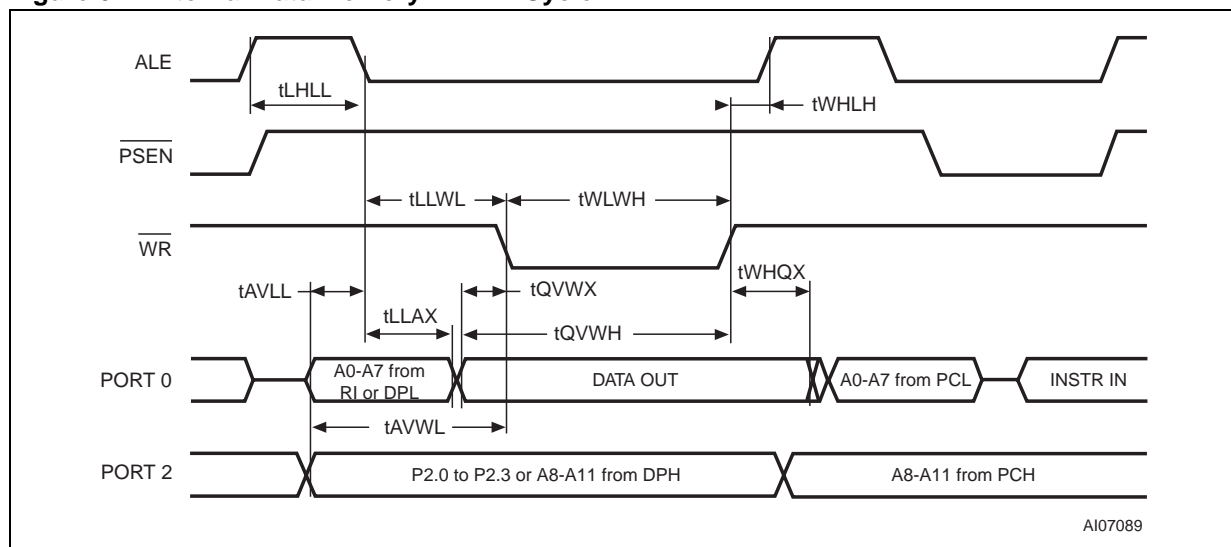 ALE
tLHLL
tWHLH
PSEN
tLLWL
tWLWH
WR
tWHQX
tAVLL
tQVWX
tLLAX
tQVWH
PORT 0
A0-A7 from
RI or DPL
DATA OUT
A0-A7 from PCL
INSTR IN
tAVWL
PORT 2
P2.0 to P2.3 or A8-A11 from DPH
A8-A11 from PCH
AI07089